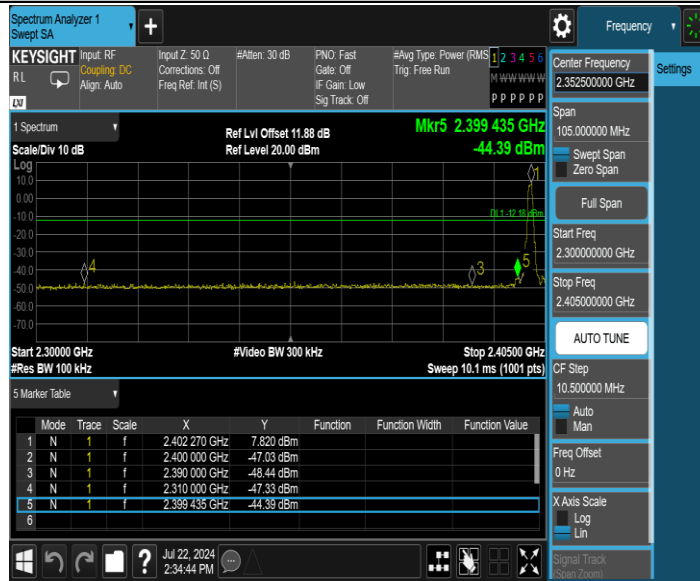 Spectrum Analyzer 1
Swept SA
+
Frequency
KEYSIGHT
RL
LXI
Input: RF
Coupling: DC
Align: Auto
Input Z: 50 Ω
Corrections: Off
Freq Ref: Int (S)
#Atten: 30 dB
PNO: Fast
Gate: Off
IF Gain: Low
Sig Track: Off
#Avg Type: Power (RMS
Trig: Free Run
1 2 3 4 5 6
M W W W W W
P P P P P P
1 Spectrum
Scale/Div 10 dB
Ref Lvl Offset 11.88 dB
Ref Level 20.00 dBm
Mkr5 2.399 435 GHz
-44.39 dBm
Log
10.0
0.00
-10.0
-20.0
-30.0
-40.0
-50.0
-60.0
-70.0
1
DL1 -12.18 dBm
4
3
5
Start 2.30000 GHz
#Video BW 300 kHz
Stop 2.40500 GHz
#Res BW 100 kHz
Sweep 10.1 ms (1001 pts)
5 Marker Table
Mode Trace Scale X Y Function Function Width Function Value
1 N 1 f 2.402 270 GHz 7.820 dBm
2 N 1 f 2.400 000 GHz -47.03 dBm
3 N 1 f 2.390 000 GHz -48.44 dBm
4 N 1 f 2.310 000 GHz -47.33 dBm
5 N 1 f 2.399 435 GHz -44.39 dBm
6
?
Jul 22, 2024
2:34:44 PM
Center Frequency
2.352500000 GHz
Settings
Span
105.000000 MHz
Swept Span
Zero Span
Full Span
Start Freq
2.300000000 GHz
Stop Freq
2.405000000 GHz
AUTO TUNE
CF Step
10.500000 MHz
Auto
Man
Freq Offset
0 Hz
X Axis Scale
Log
Lin
Signal Track
(Span Zoom)